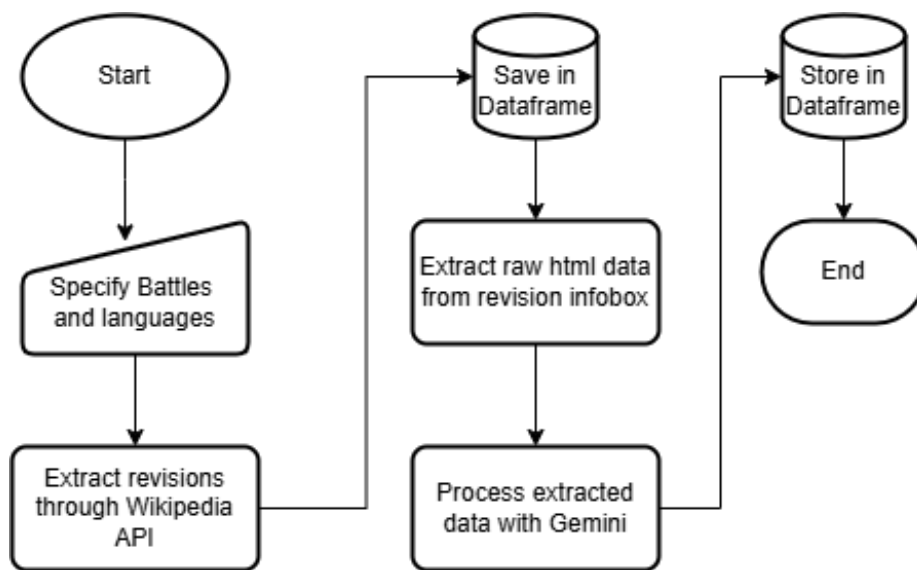 Start
Specify Battles
and languages
Extract revisions
through Wikipedia
API
Save in
Dataframe
Extract raw html data
from revision infobox
Process extracted
data with Gemini
Store in
Dataframe
End